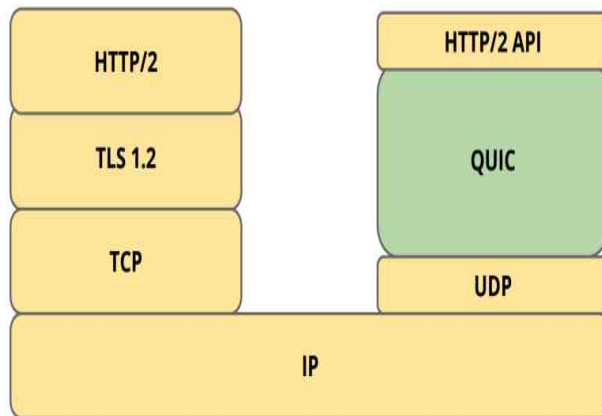 HTTP/2
TLS 1.2
TCP
HTTP/2 API
QUIC
UDP
IP